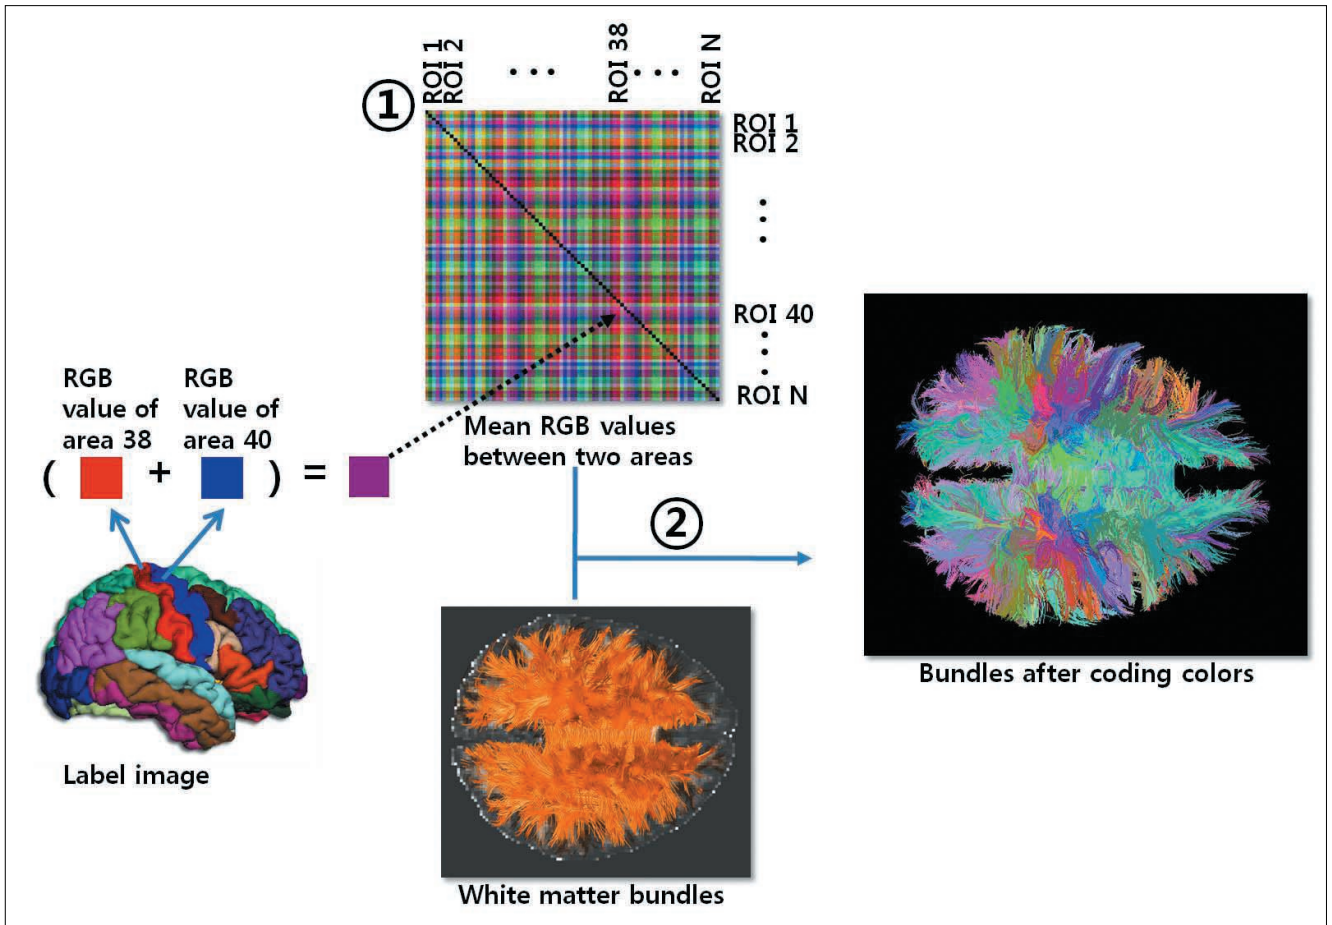 ROI 1
ROI 2
• • •
ROI 38
• • •
ROI N
①
ROI 1
ROI 2
•
•
•
ROI 40
•
•
•
ROI N
Mean RGB values
between two areas
RGB
value of
area 38
RGB
value of
area 40
( + ) =
②
Label image
White matter bundles
Bundles after coding colors